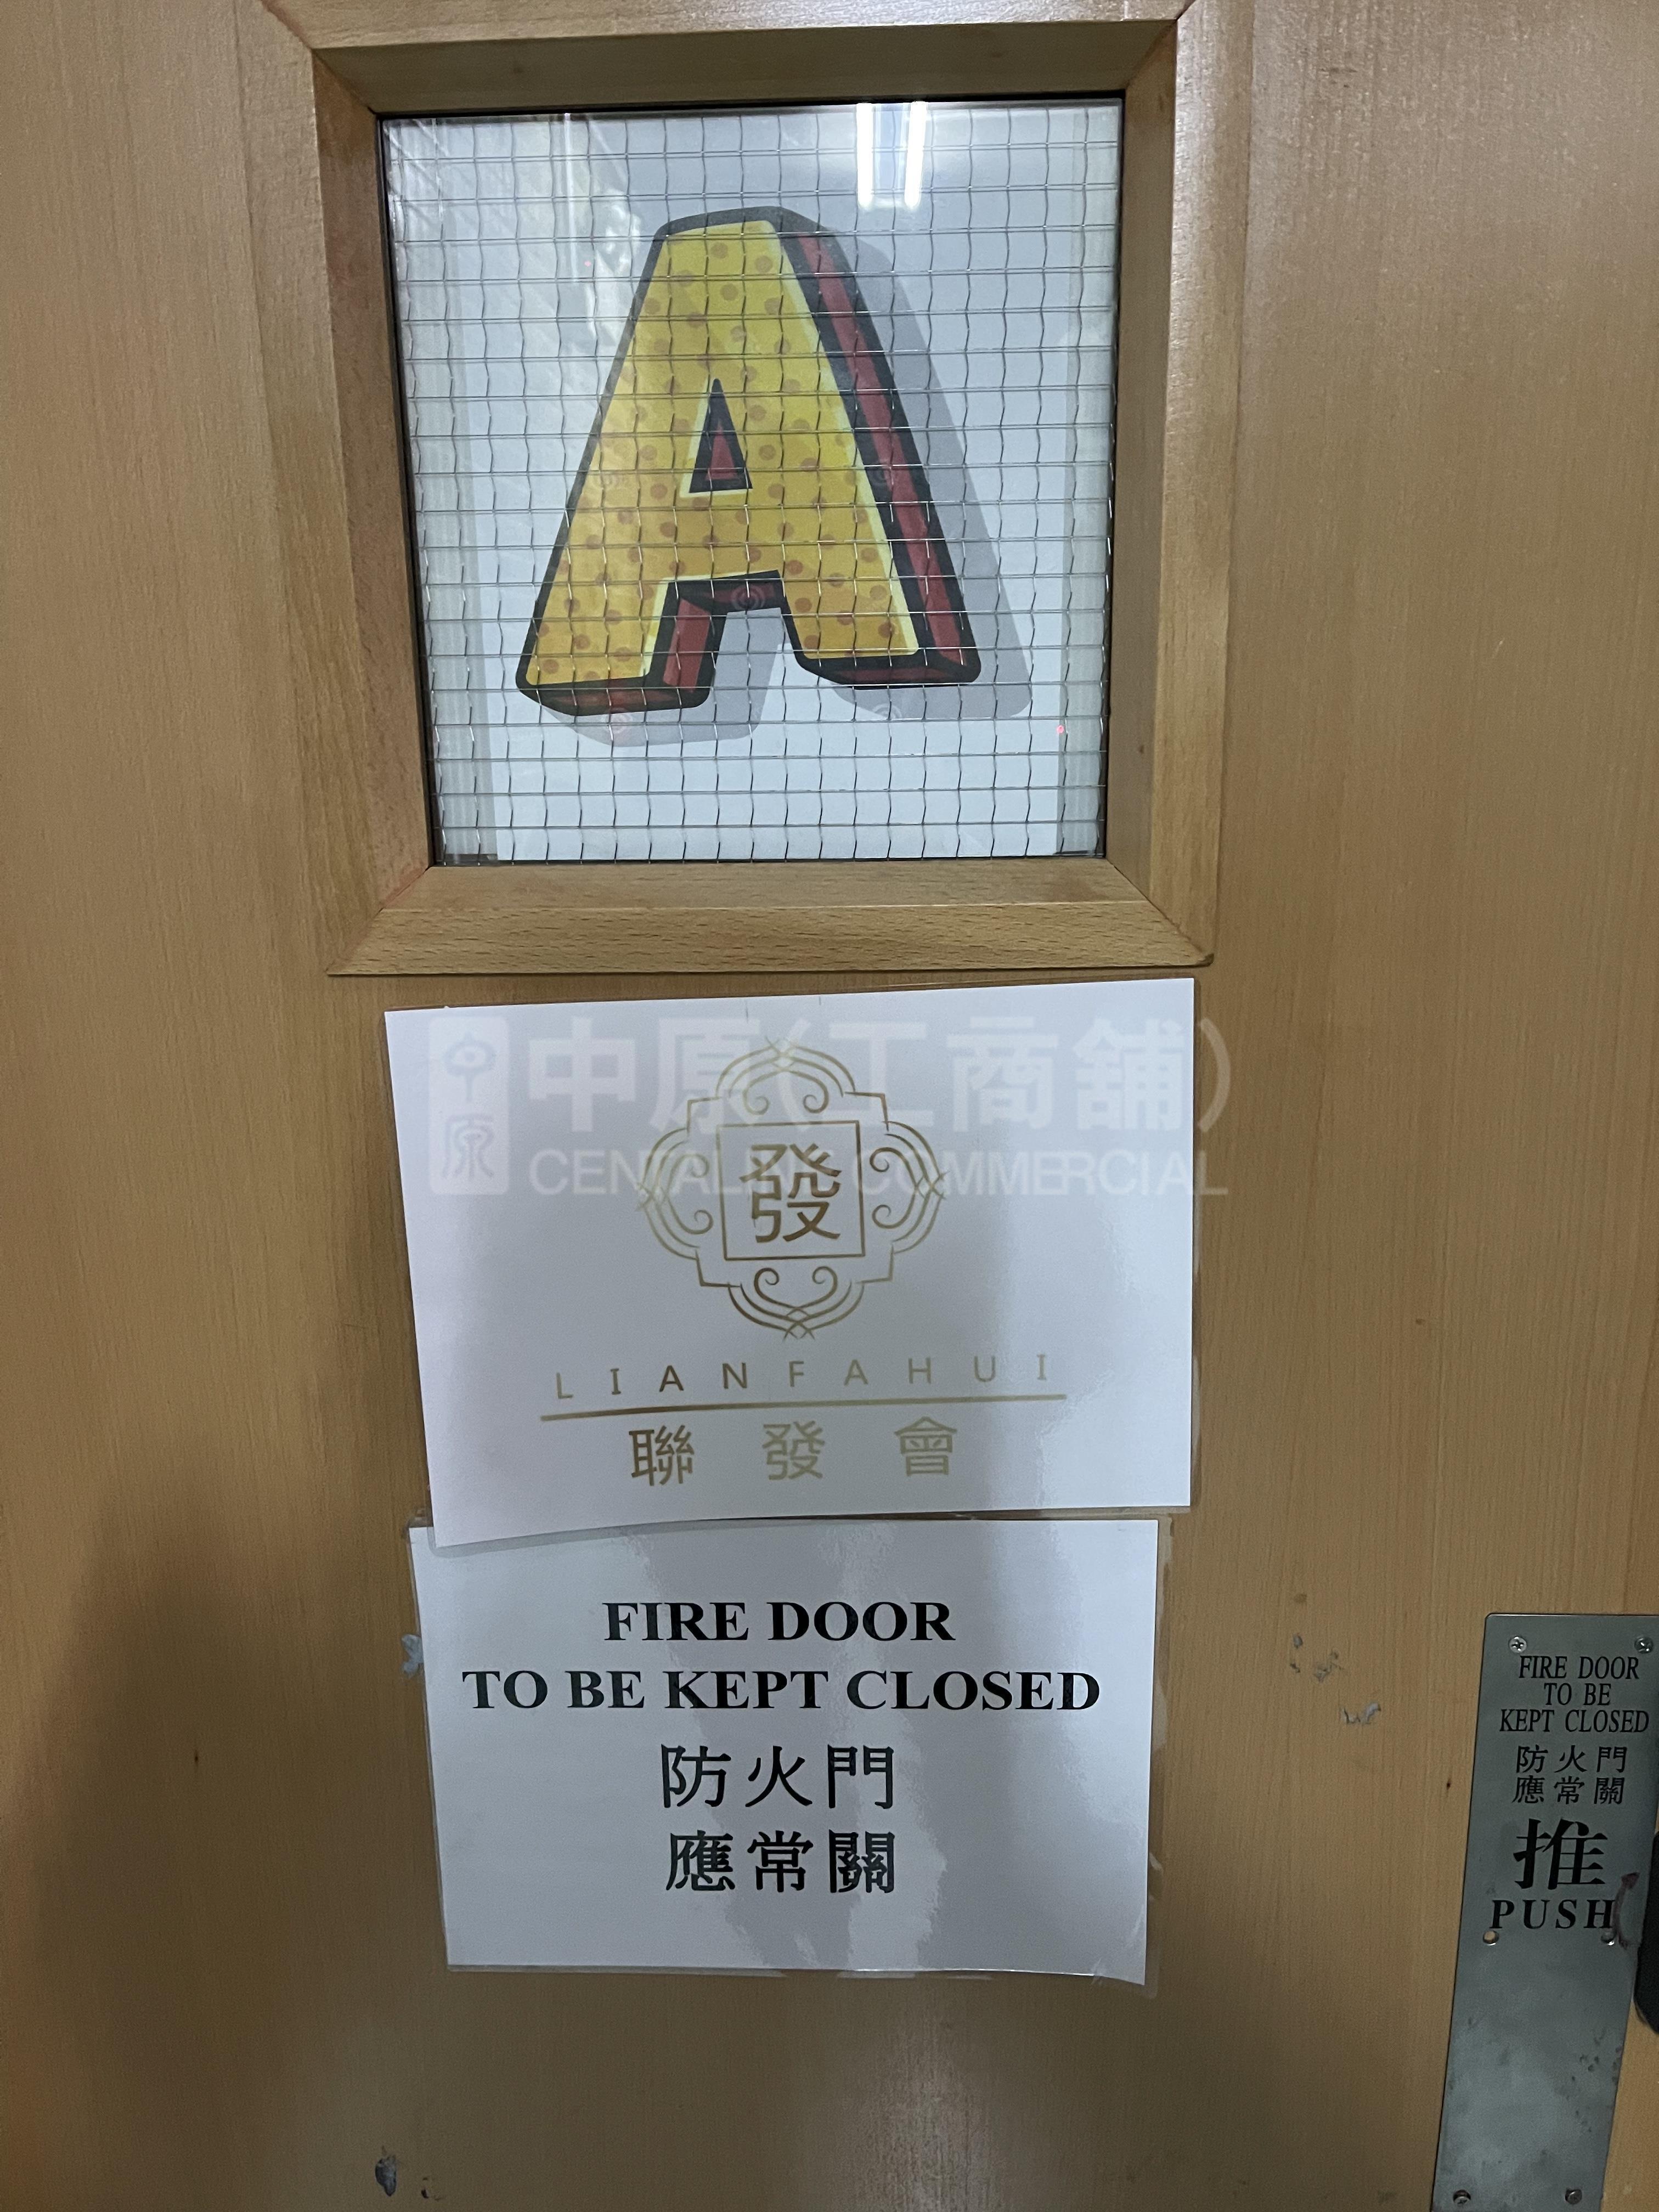 A
中原
中原(工商舖)
CENTALINE COMMERCIAL
發
LIANFAHUI
聯發會
FIRE DOOR
TO BE KEPT CLOSED
防火門
應常關
FIRE DOOR
TO BE
KEPT CLOSED
防火門
應常關
推
PUSH